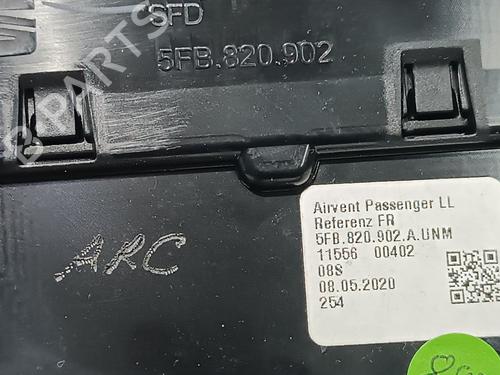 SFD
5FB.820.902
B PARTS
ARC
Airvent Passenger LL
Referenz FR
5FB.820.902.A.UNM
11556 00402
08S
08.05.2020
254